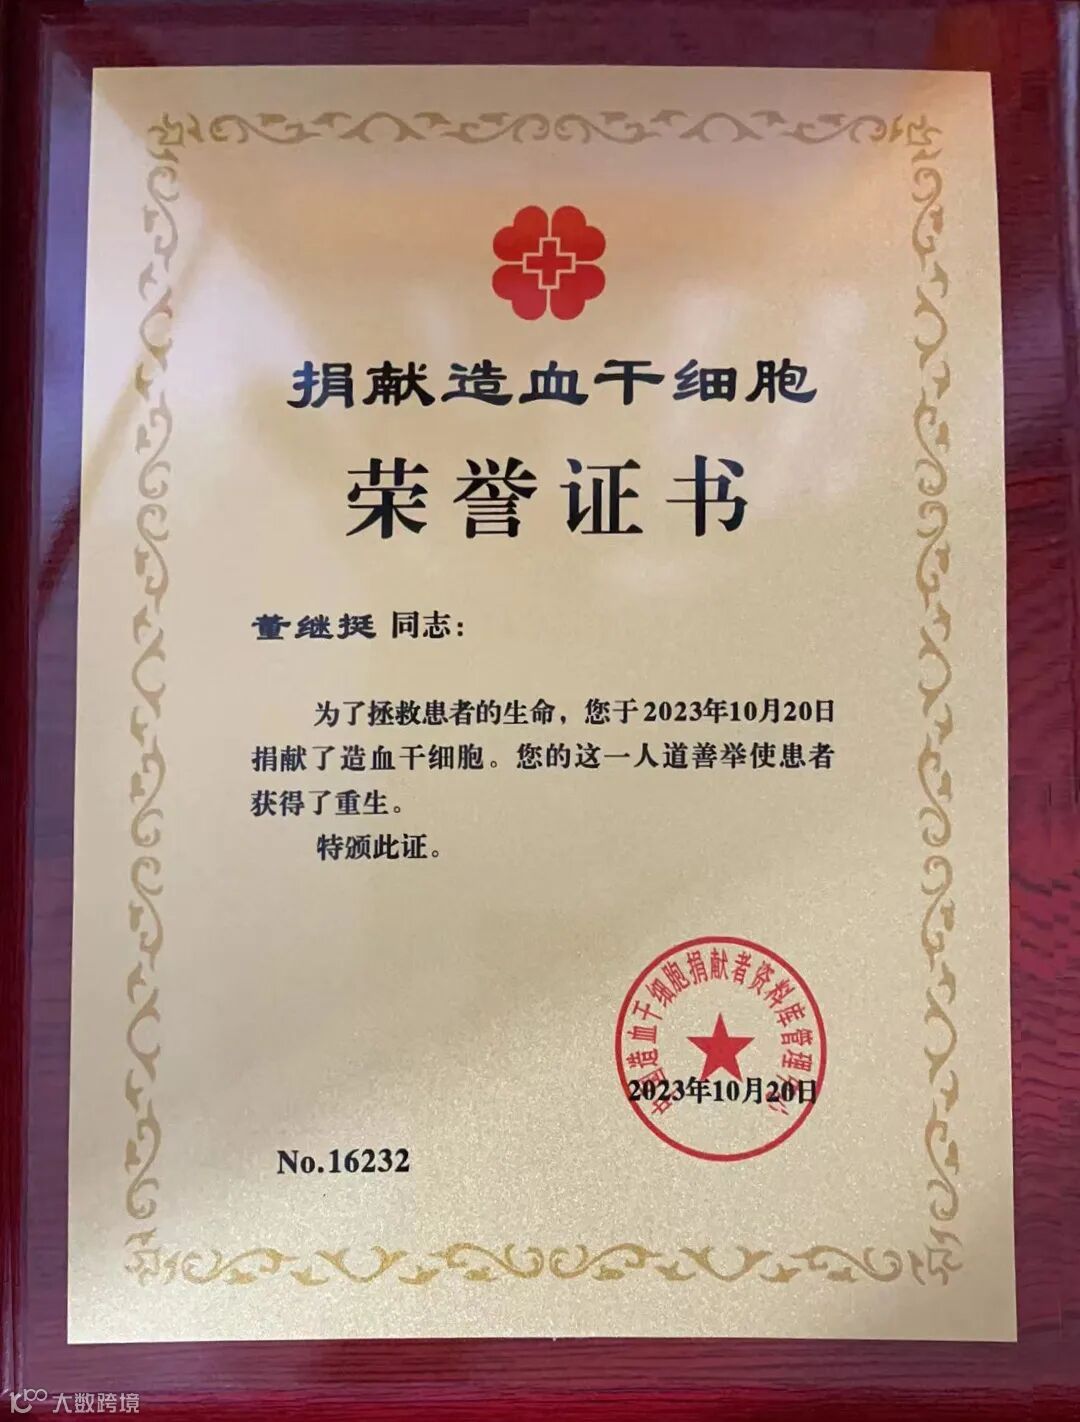 捐献造血干细胞
荣誉证书
董继挺 同志：
为了拯救患者的生命，您于2023年10月20日
捐献了造血干细胞。您的这一人道善举使患者
获得了重生。
特颁此证。
中国造血干细胞捐献者资料库管理中心
2023年10月20日
No.16232
大数跨境